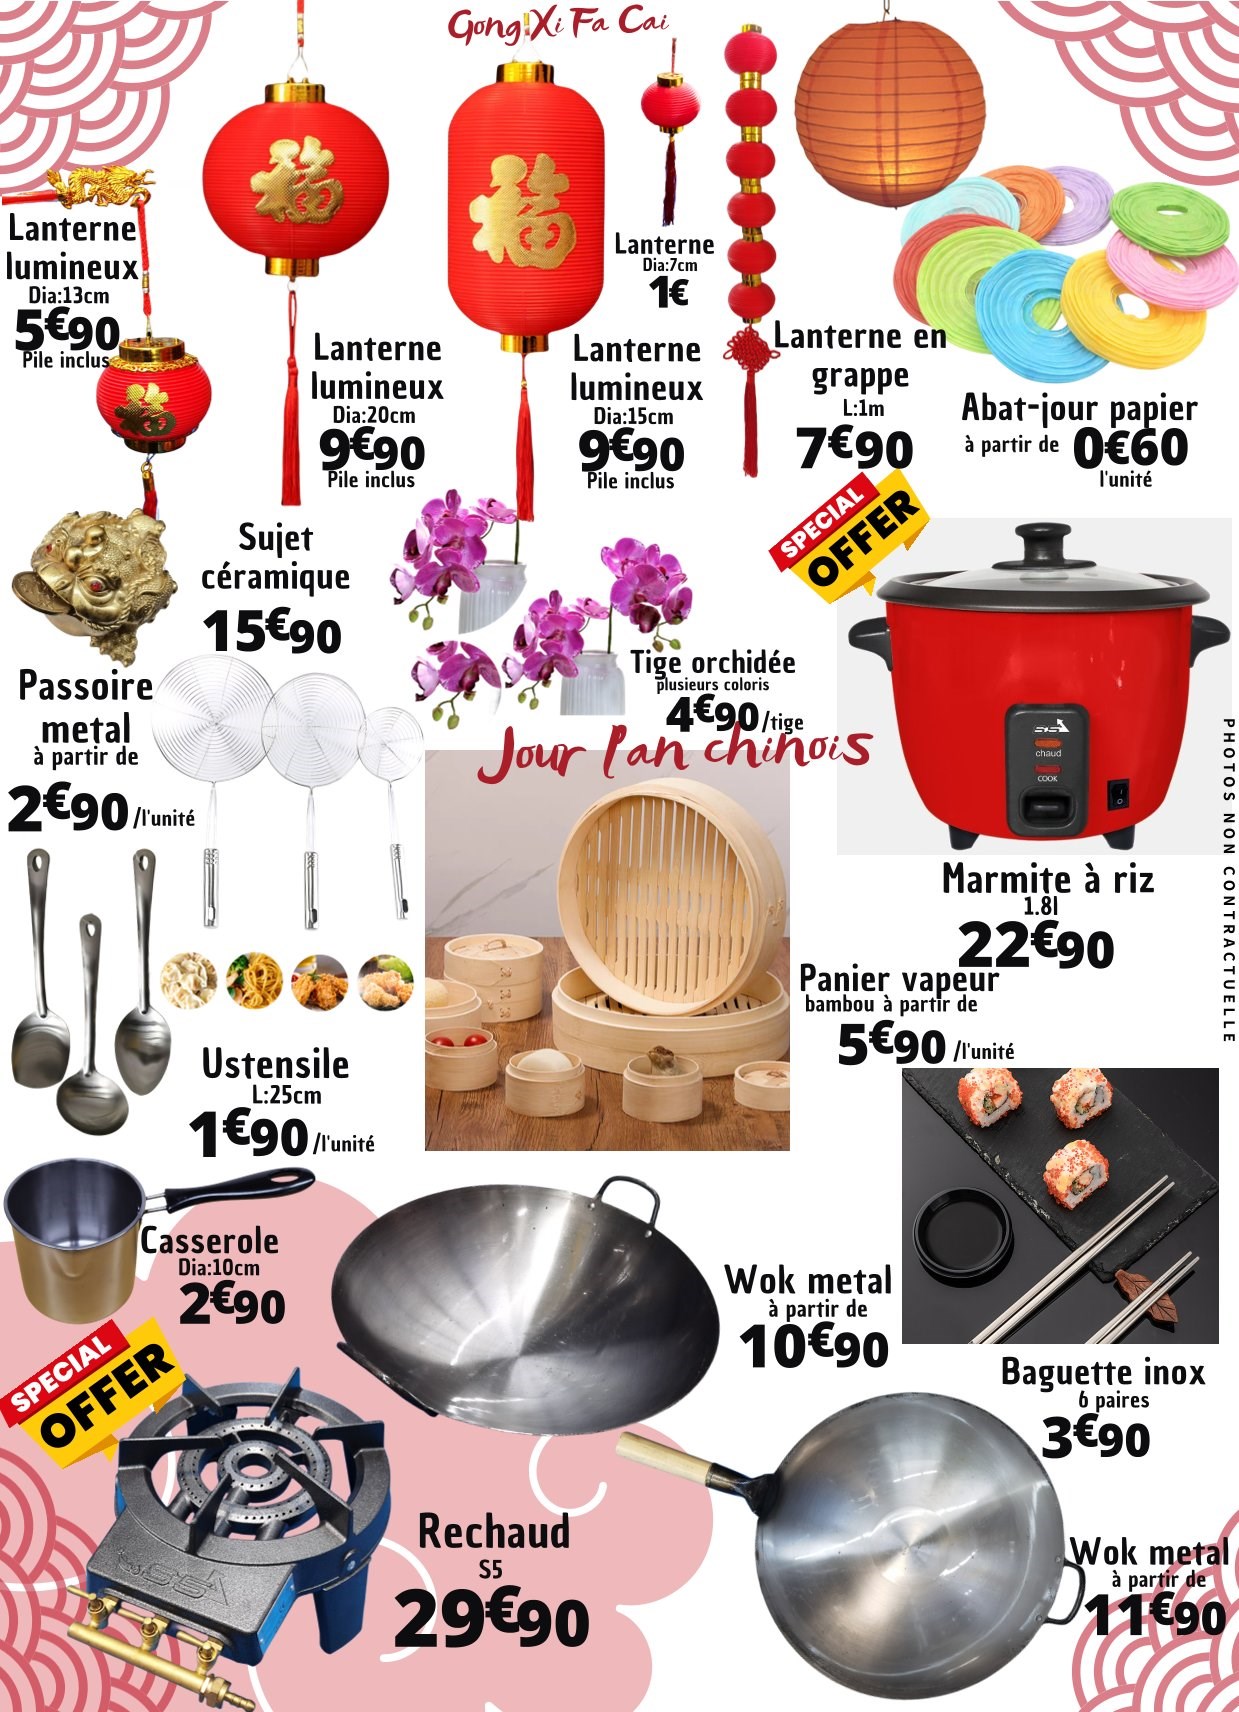 Gong Xi Fa Cai
Lanterne
lumineux
Dia:13cm
5€90
Pile inclus
福
福
福
Lanterne
lumineux
Dia:20cm
9€90
Pile inclus
Lanterne
lumineux
Dia:15cm
9€90
Pile inclus
Lanterne
Dia:7cm
1€
Lanterne en
grappe
L:1m
7€90
Abat-jour papier
à partir de 0€60
l'unité
Sujet
céramique
15€90
Tige orchidée
plusieurs coloris
4€90/tige
SPECIAL
OFFER
chaud
COOK
Marmite à riz
1.8l
22€90
PHOTOS NON CONTRACTUELLE
Passoire
metal
à partir de
2€90/l'unité
Jour l'an chinois
Panier vapeur
bambou à partir de
5€90 /l'unité
Ustensile
L:25cm
1€90/l'unité
Casserole
Dia:10cm
2€90
Wok metal
à partir de
10€90
Baguette inox
6 paires
3€90
SPECIAL
OFFER
Rechaud
S5
29€90
Wok metal
à partir de
11€90